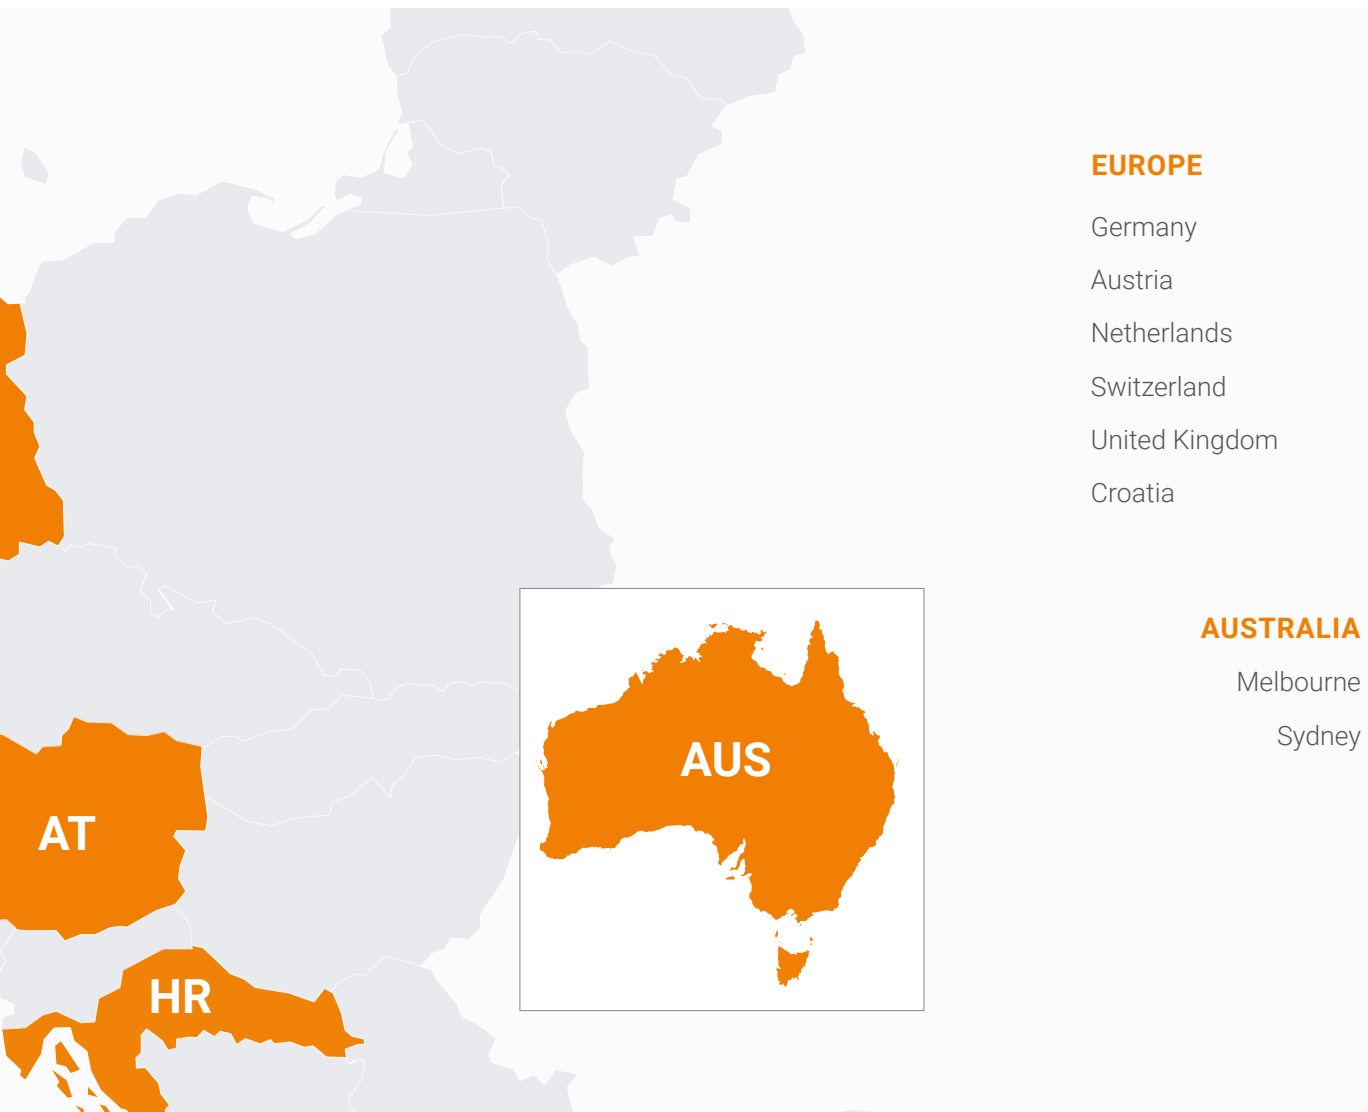 EUROPE
Germany
Austria
Netherlands
Switzerland
United Kingdom
Croatia
AUSTRALIA
Melbourne
Sydney
AUS
AT
HR